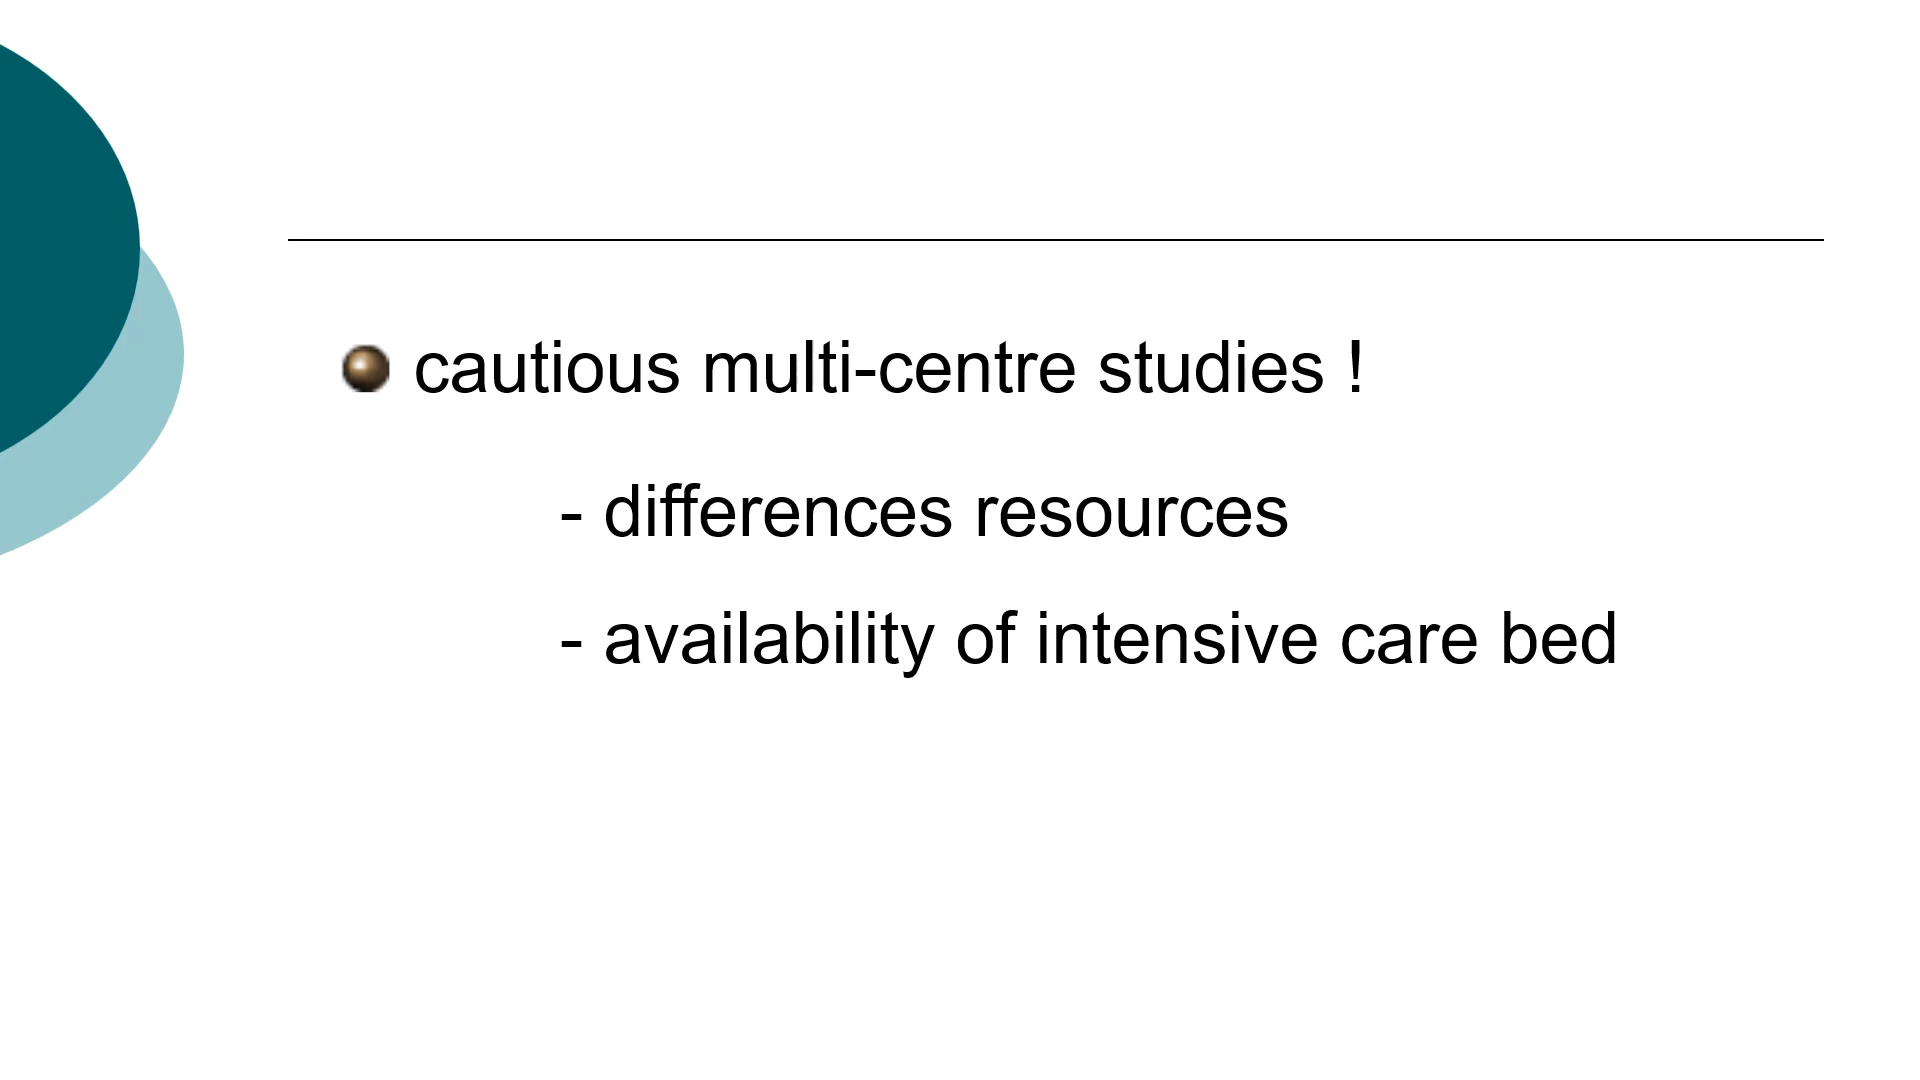 cautious multi-centre studies !
- differences resources
- availability of intensive care bed